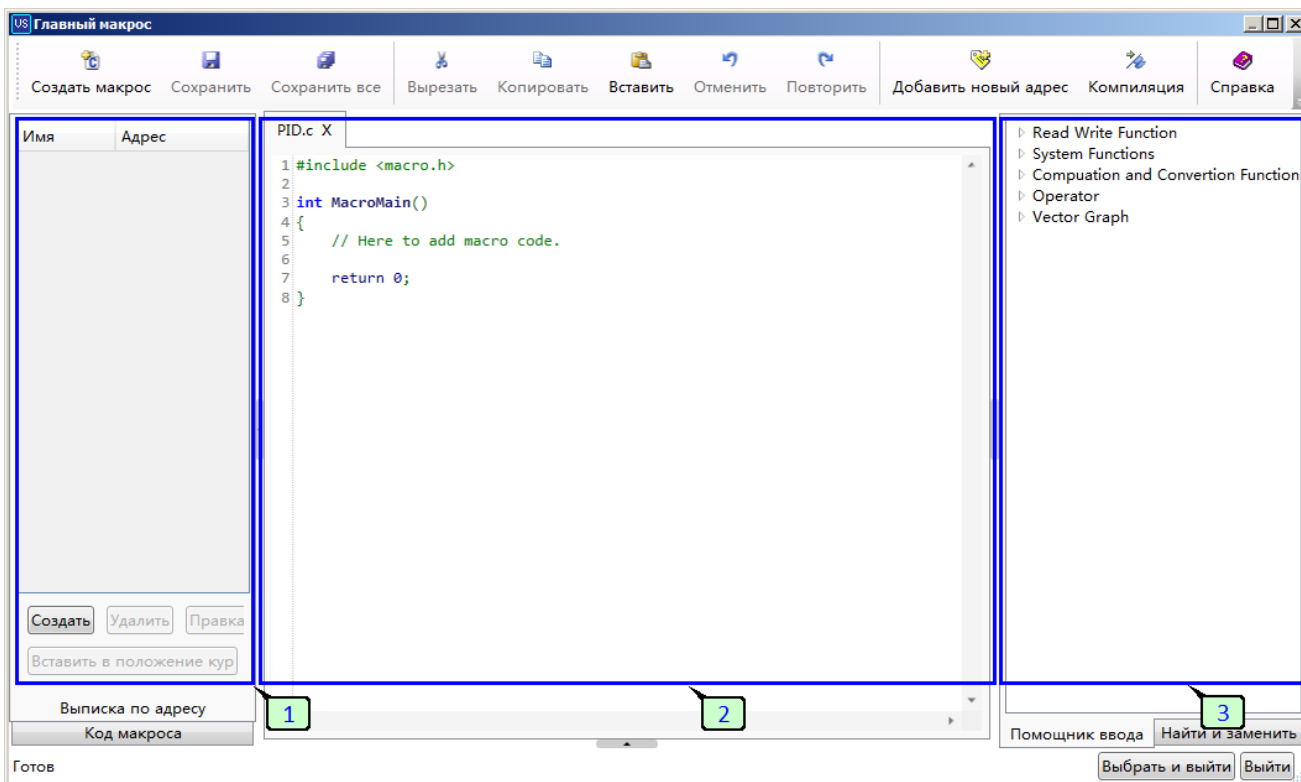 US Главный макрос
Создать макрос Сохранить Сохранить все Вырезать Копировать Вставить Отменить Повторить Добавить новый адрес Компиляция Справка
Имя Адрес
PID.c X
1 #include <macro.h>
2
3 int MacroMain()
4 {
5 // Here to add macro code.
6
7 return 0;
8 }
Read Write Function
System Functions
Compuation and Convertion Function
Operator
Vector Graph
Создать Удалить Правка
Вставить в положение кур
Выписка по адресу
Код макроса
1
2
3
Помощник ввода Найти и заменить
Готов
Выбрать и выйти Выйти